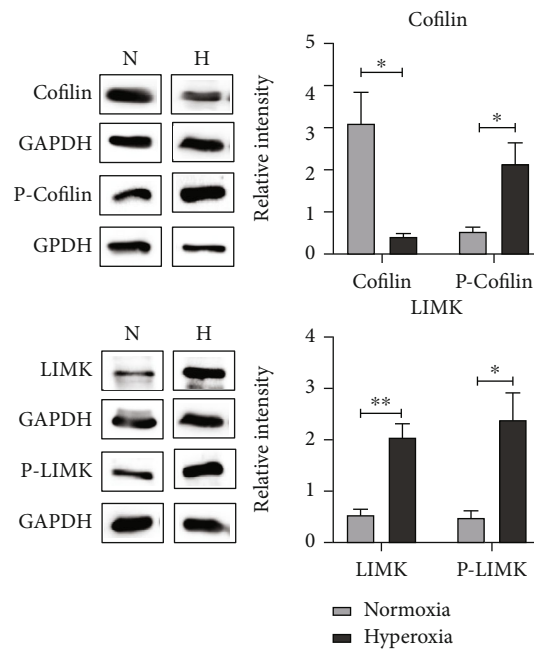 N H
Cofilin
GAPDH
P-Cofilin
GPDH
Cofilin
Relative intensity
5
4
3
2
1
0
*
*
Cofilin P-Cofilin
N H
LIMK
GAPDH
P-LIMK
GAPDH
LIMK
Relative intensity
4
3
2
1
0
**
*
LIMK P-LIMK
Normoxia
Hyperoxia